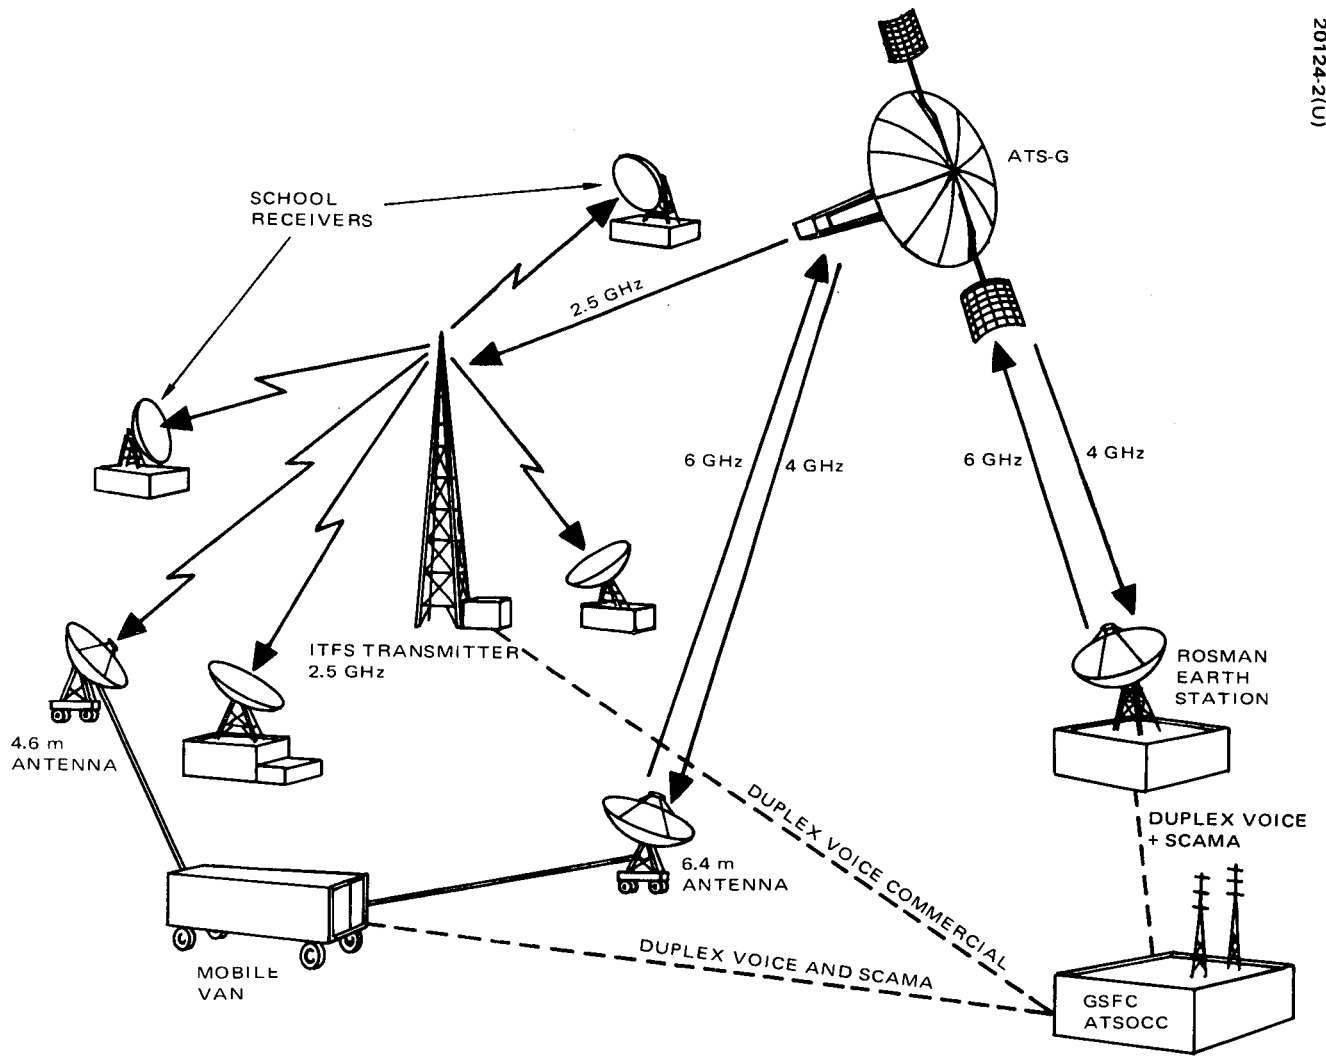 20124-2(U)
ATS-G
SCHOOL
RECEIVERS
2.5 GHz
6 GHz
4 GHz
6 GHz
4 GHz
ITFS TRANSMITTER
2.5 GHz
ROSMAN
EARTH
STATION
4.6 m
ANTENNA
DUPLEX VOICE COMMERCIAL
DUPLEX VOICE
+ SCAMA
6.4 m
ANTENNA
DUPLEX VOICE AND SCAMA
MOBILE
VAN
GSFC
ATSOCC
C
C
C